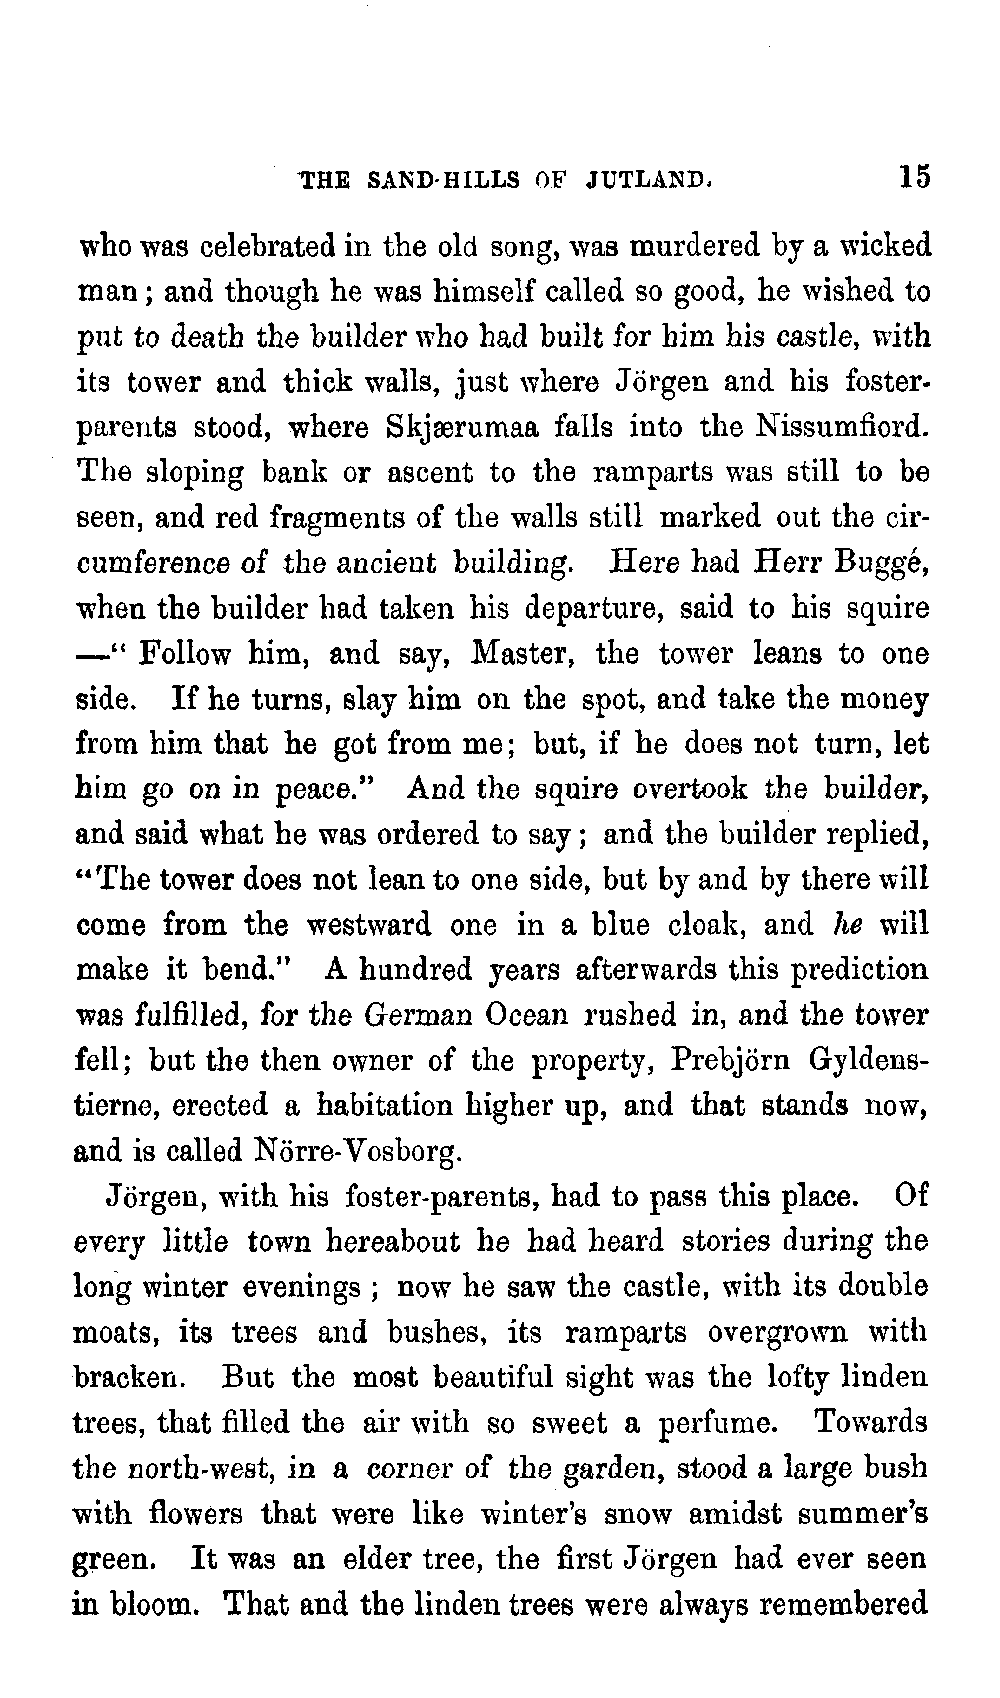 THE SAND-HILLS OF JUTLAND. 15
who was celebrated in the old song, was murdered by a wicked
man; and though he was himself called so good, he wished to
put to death the builder who had built for him his castle, with
its tower and thick walls, just where Jörgen and his foster-
parents stood, where Skjærumaa falls into the Nissumfiord.
The sloping bank or ascent to the ramparts was still to be
seen, and red fragments of the walls still marked out the cir-
cumference of the ancient building. Here had Herr Buggé,
when the builder had taken his departure, said to his squire
—"Follow him, and say, Master, the tower leans to one
side. If he turns, slay him on the spot, and take the money
from him that he got from me; but, if he does not turn, let
him go on in peace." And the squire overtook the builder,
and said what he was ordered to say; and the builder replied,
"The tower does not lean to one side, but by and by there will
come from the westward one in a blue cloak, and he will
make it bend." A hundred years afterwards this prediction
was fulfilled, for the German Ocean rushed in, and the tower
fell; but the then owner of the property, Prebjörn Gyldens-
tierne, erected a habitation higher up, and that stands now,
and is called Nörre-Vosborg.
Jörgen, with his foster-parents, had to pass this place. Of
every little town hereabout he had heard stories during the
long winter evenings; now he saw the castle, with its double
moats, its trees and bushes, its ramparts overgrown with
bracken. But the most beautiful sight was the lofty linden
trees, that filled the air with so sweet a perfume. Towards
the north-west, in a corner of the garden, stood a large bush
with flowers that were like winter's snow amidst summer's
green. It was an elder tree, the first Jörgen had ever seen
in bloom. That and the linden trees were always remembered